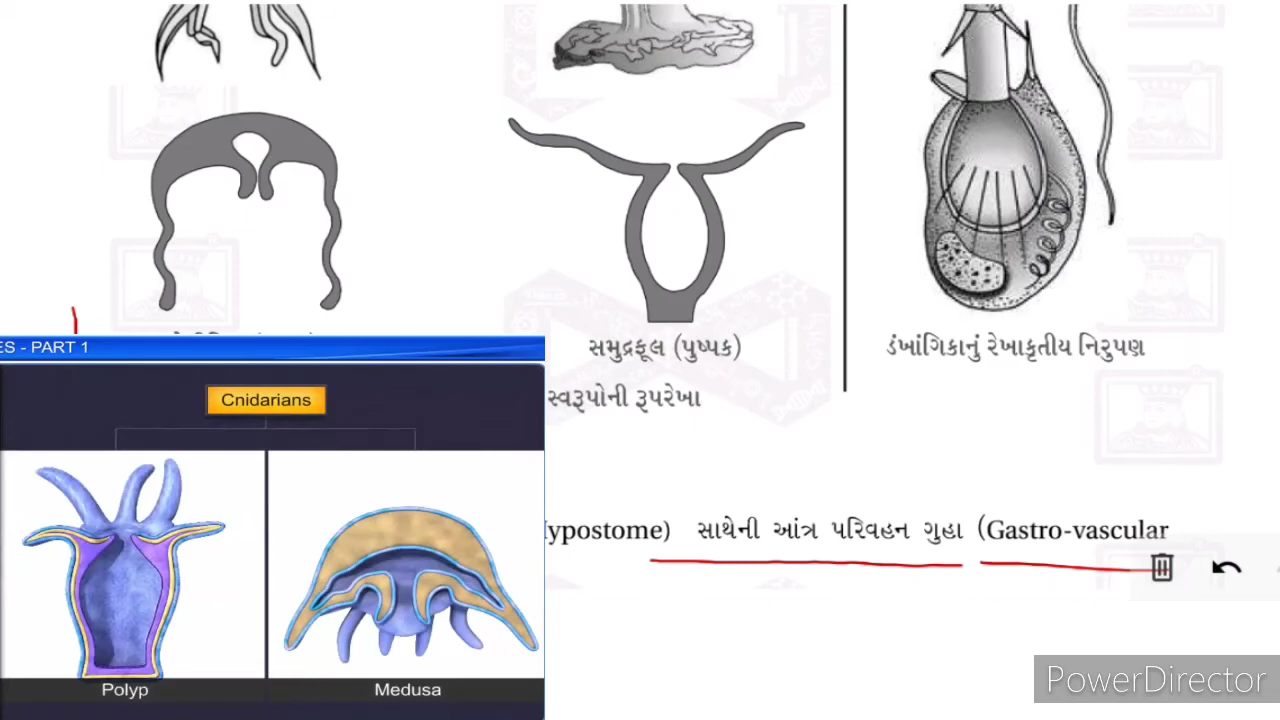 સમુદ્રફૂલ (પુષ્પક)
ડંખાંગિકાનું રેખાકૃતીય નિરુપણ
ES - PART 1
સ્વરૂપોની રૂપરેખા
Cnidarians
ypostome) સાથેની આંત્ર પરિવહન ગુહા (Gastro-vascular
Polyp
Medusa
PowerDirector